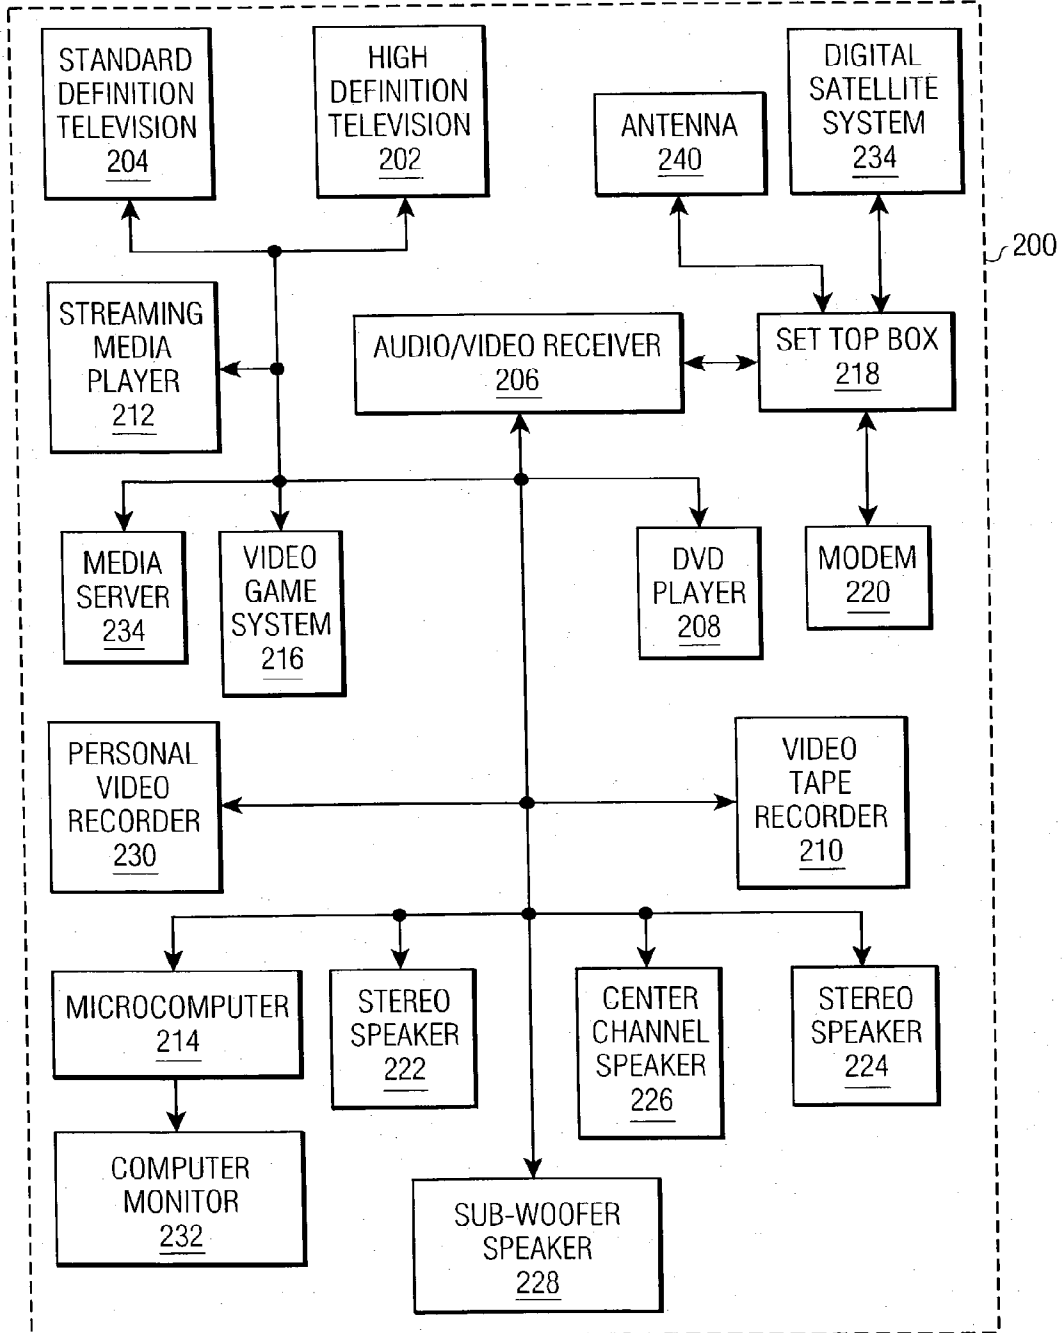 STANDARD
DEFINITION
TELEVISION
204
HIGH
DEFINITION
TELEVISION
202
ANTENNA
240
DIGITAL
SATELLITE
SYSTEM
234
200
STREAMING
MEDIA
PLAYER
212
AUDIO/VIDEO RECEIVER
206
SET TOP BOX
218
MEDIA
SERVER
234
VIDEO
GAME
SYSTEM
216
DVD
PLAYER
208
MODEM
220
PERSONAL
VIDEO
RECORDER
230
VIDEO
TAPE
RECORDER
210
MICROCOMPUTER
214
STEREO
SPEAKER
222
CENTER
CHANNEL
SPEAKER
226
STEREO
SPEAKER
224
COMPUTER
MONITOR
232
SUB-WOOFER
SPEAKER
228